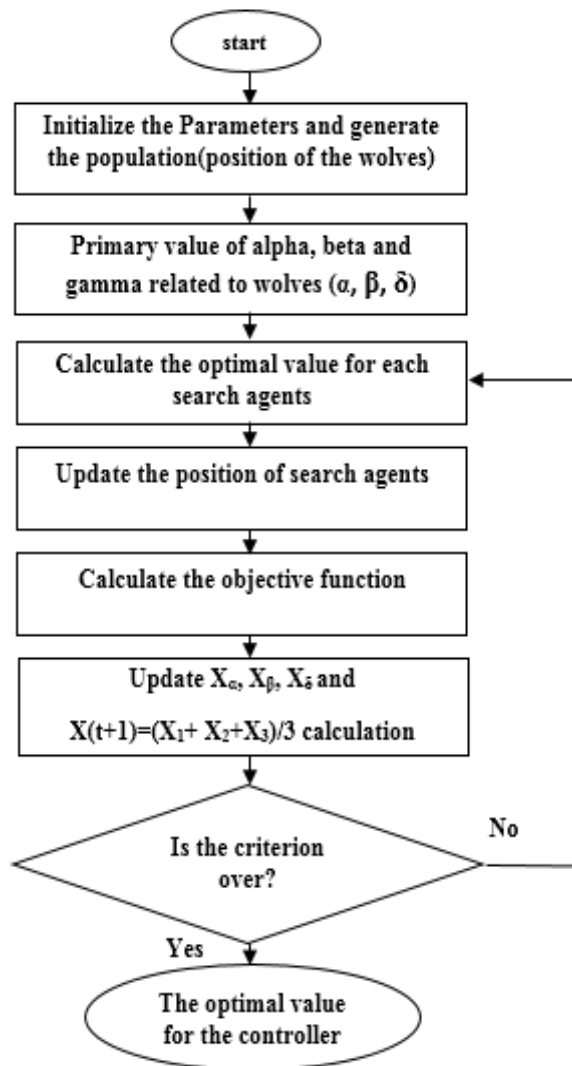 start
Initialize the Parameters and generate
the population(position of the wolves)
Primary value of alpha, beta and
gamma related to wolves (α, β, δ)
Calculate the optimal value for each
search agents
Update the position of search agents
Calculate the objective function
Update Xα, Xβ, Xδ and
X(t+1)=(X₁+ X₂+X₃)/3 calculation
Is the criterion
over?
No
Yes
The optimal value
for the controller